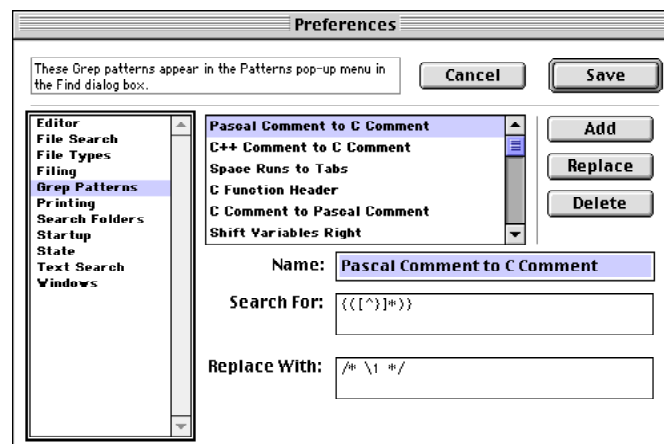 Preferences
These Grep patterns appear in the Patterns pop-up menu in
the Find dialog box.
Cancel
Save
Editor
File Search
File Types
Filing
Grep Patterns
Printing
Search Folders
Startup
State
Text Search
Windows
Pascal Comment to C Comment
C++ Comment to C Comment
Space Runs to Tabs
C Function Header
C Comment to Pascal Comment
Shift Variables Right
Add
Replace
Delete
Name: Pascal Comment to C Comment
Search For: {([^}]*)}
Replace With: /* \1 */